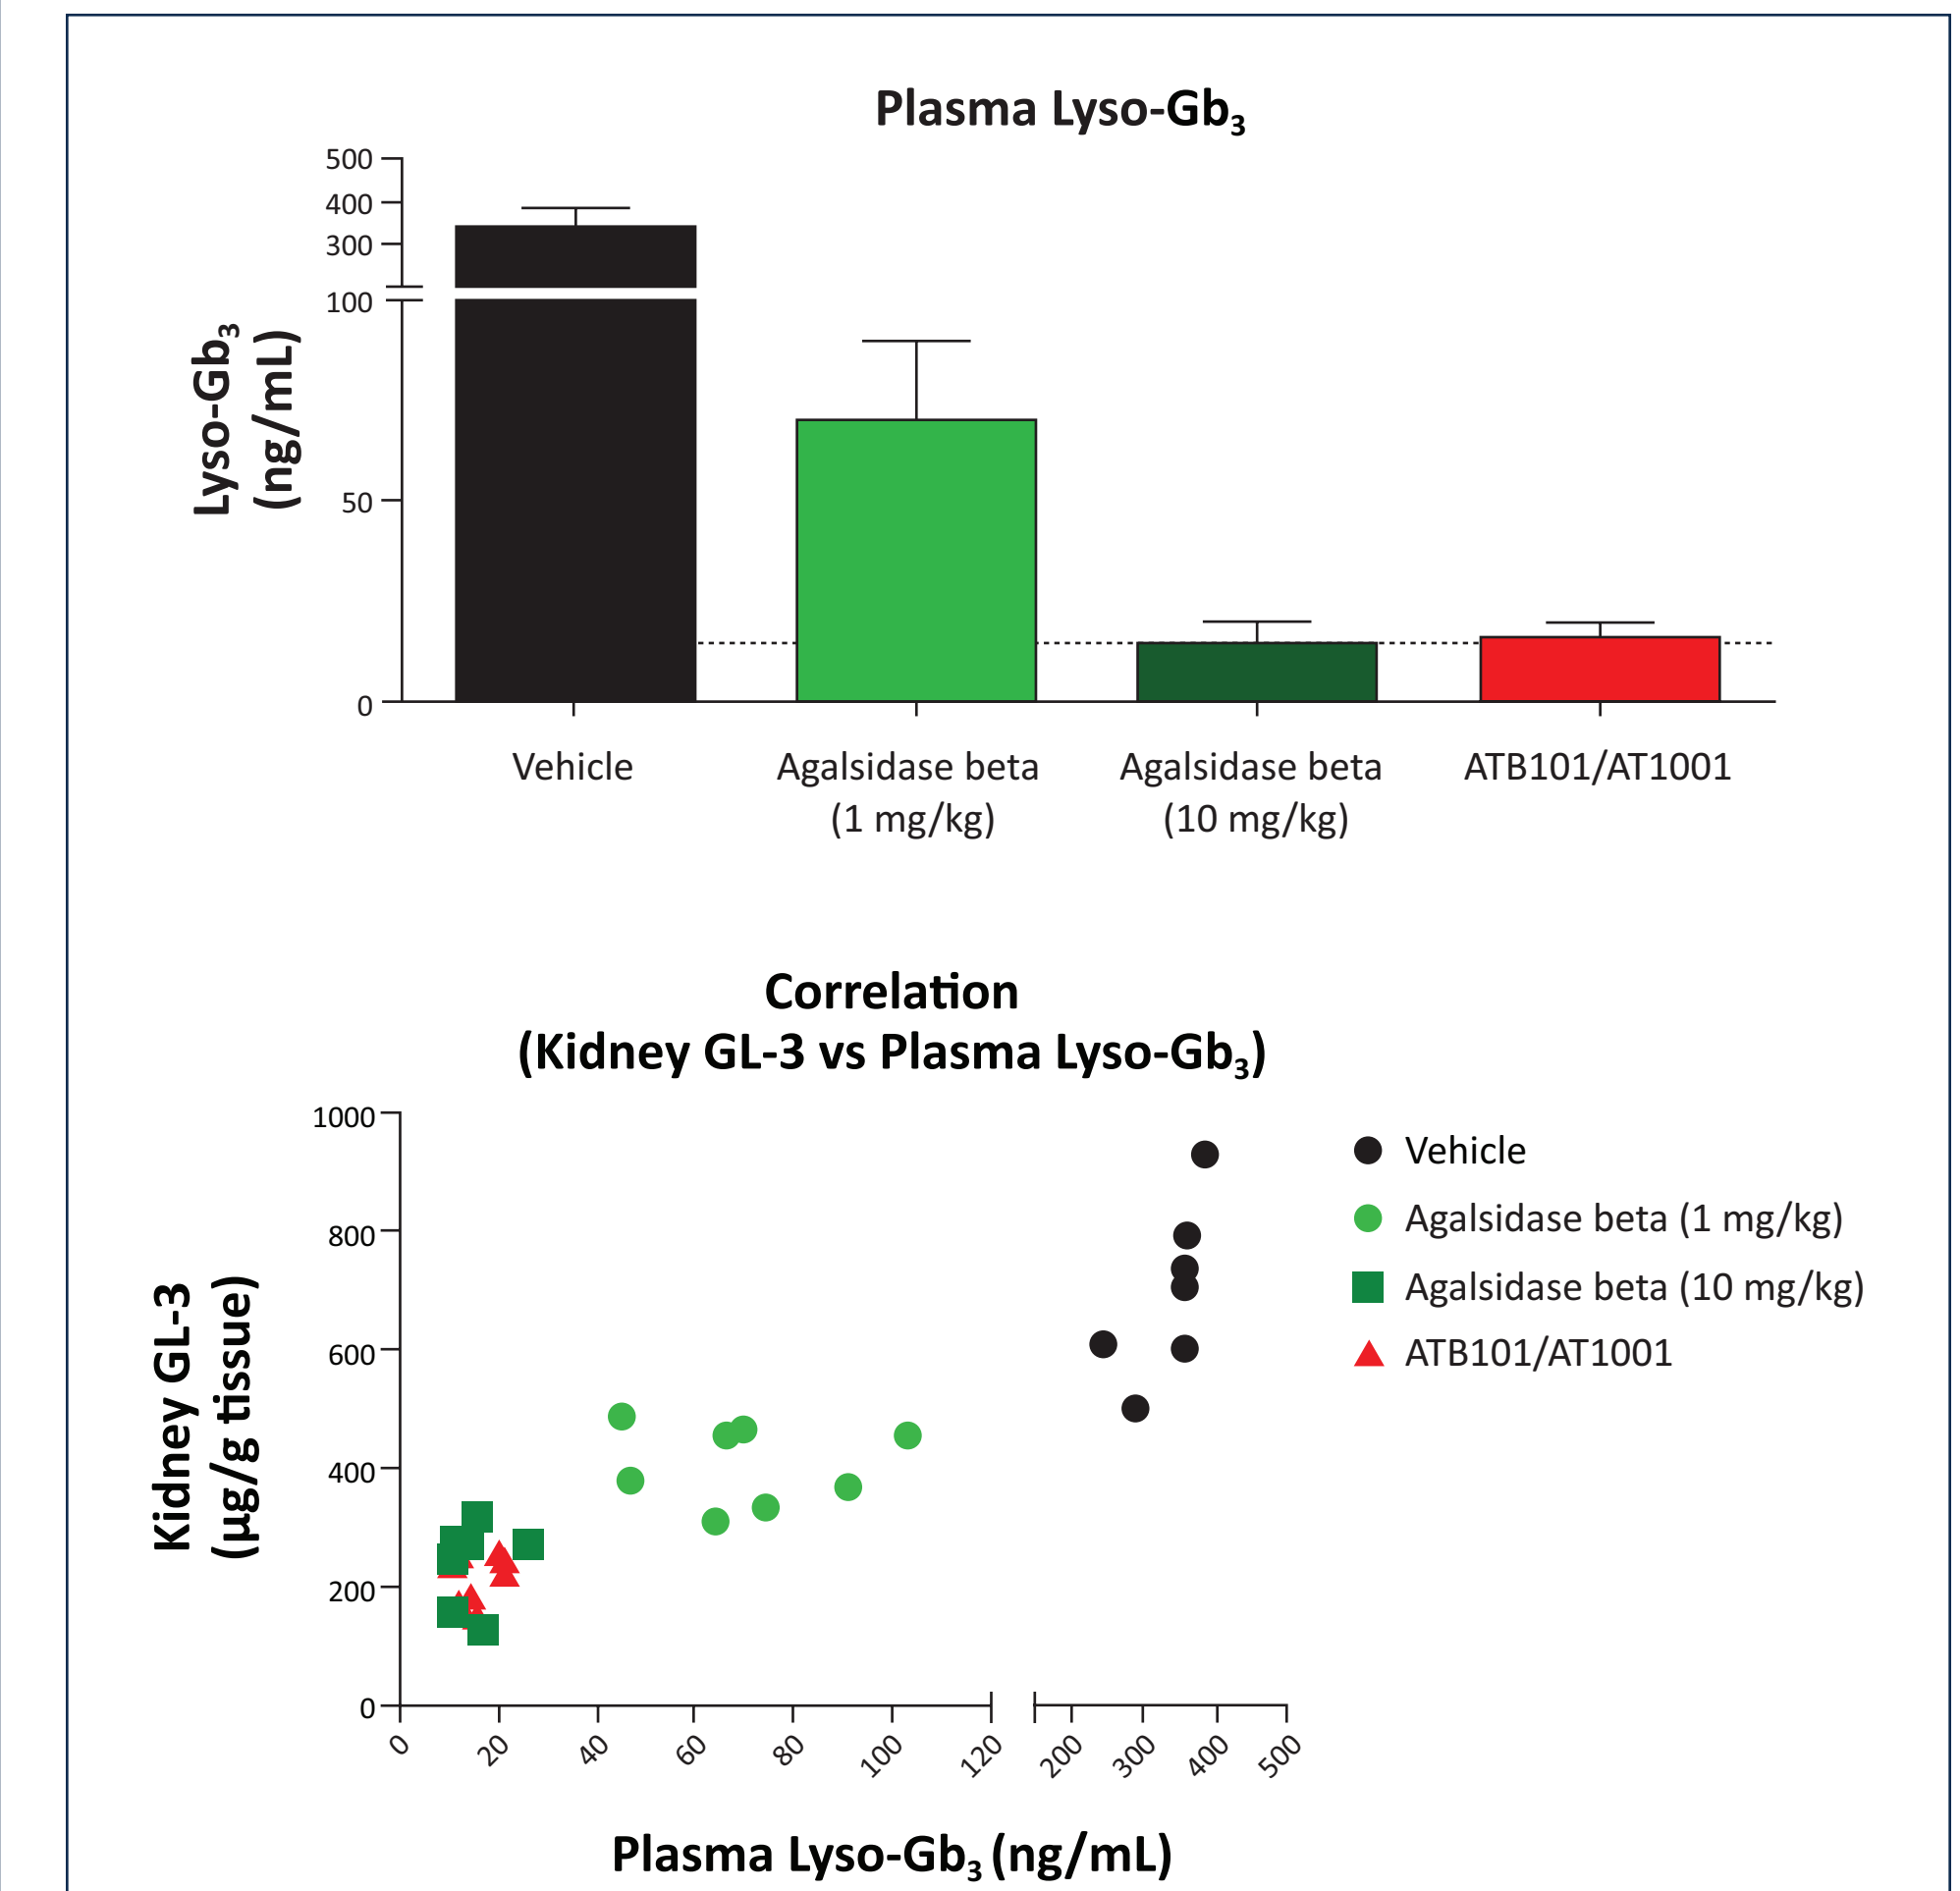 Plasma Lyso-Gb₃
500
400
300
100
50
0
Lyso-Gb₃
(ng/mL)
Vehicle
Agalsidase beta
(1 mg/kg)
Agalsidase beta
(10 mg/kg)
ATB101/AT1001
Correlation
(Kidney GL-3 vs Plasma Lyso-Gb₃)
1000
800
600
400
200
0
Kidney GL-3
(µg/g tissue)
Vehicle
Agalsidase beta (1 mg/kg)
Agalsidase beta (10 mg/kg)
ATB101/AT1001
0 20 40 60 80 100 120 200 300 400 500
Plasma Lyso-Gb₃ (ng/mL)